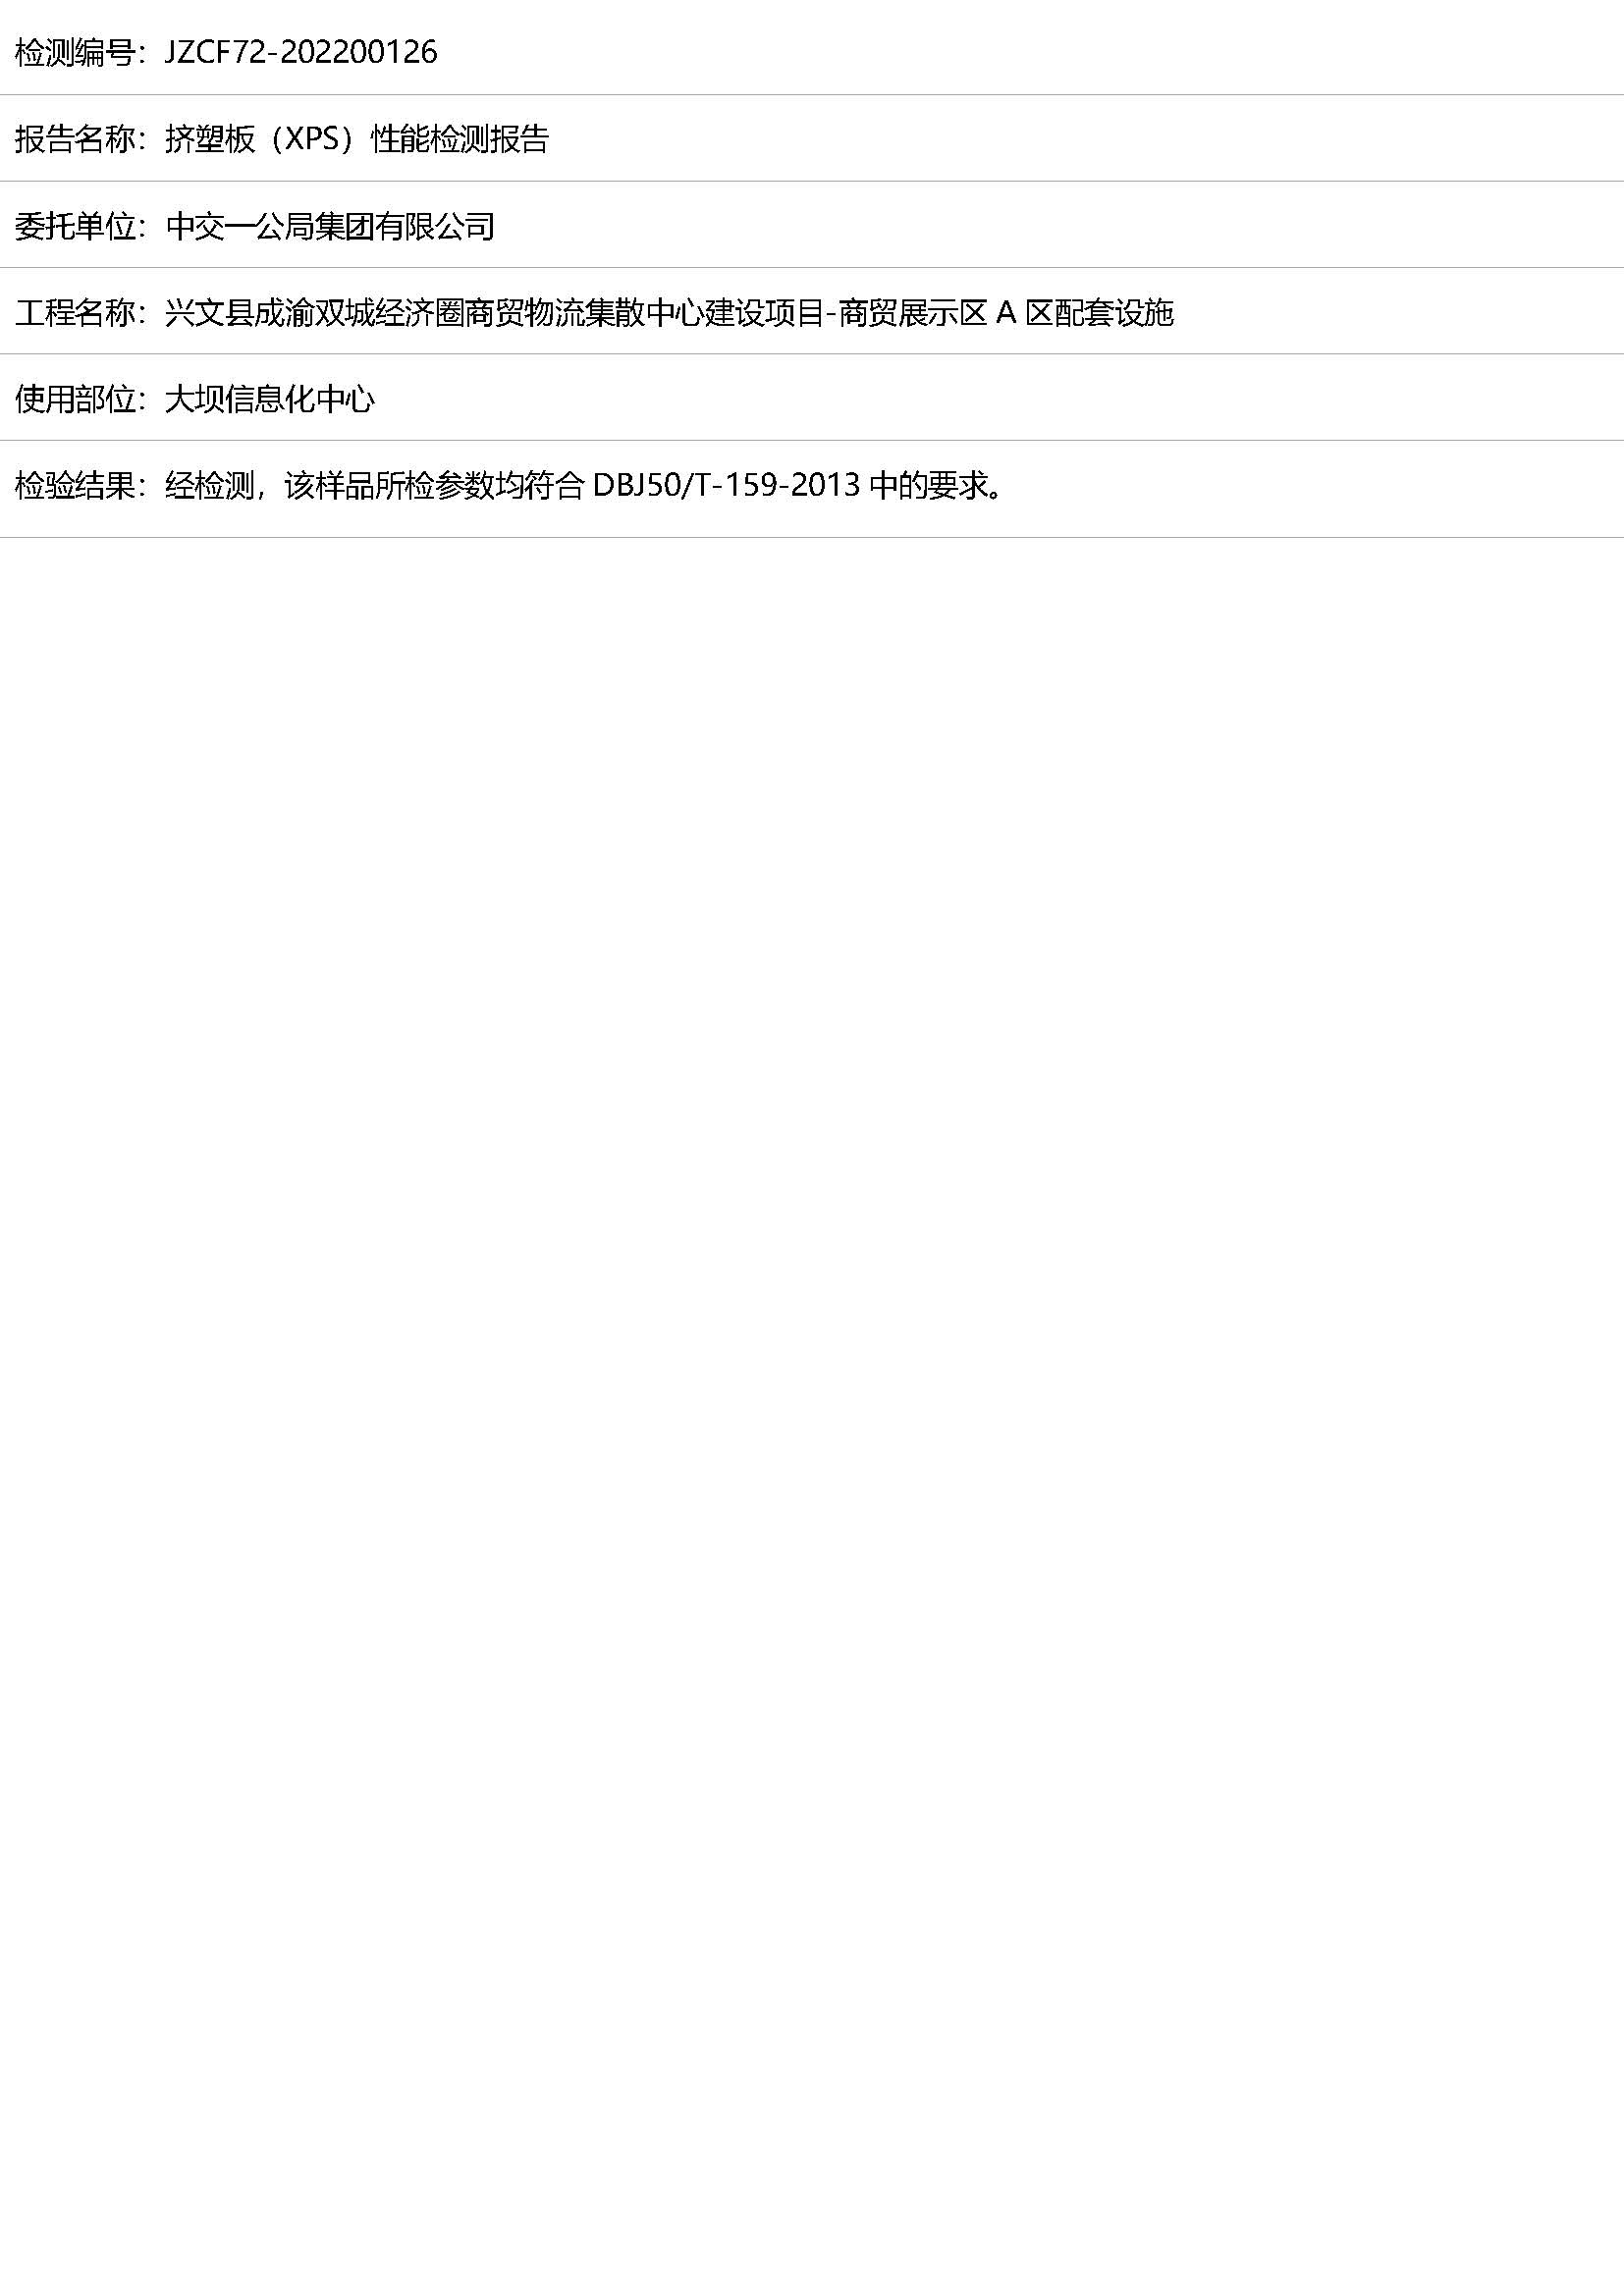 检测编号：JZCF72-202200126
报告名称：挤塑板（XPS）性能检测报告
委托单位：中交一公局集团有限公司
工程名称：兴文县成渝双城经济圈商贸物流集散中心建设项目-商贸展示区 A 区配套设施
使用部位：大坝信息化中心
检验结果：经检测，该样品所检参数均符合 DBJ50/T-159-2013 中的要求。